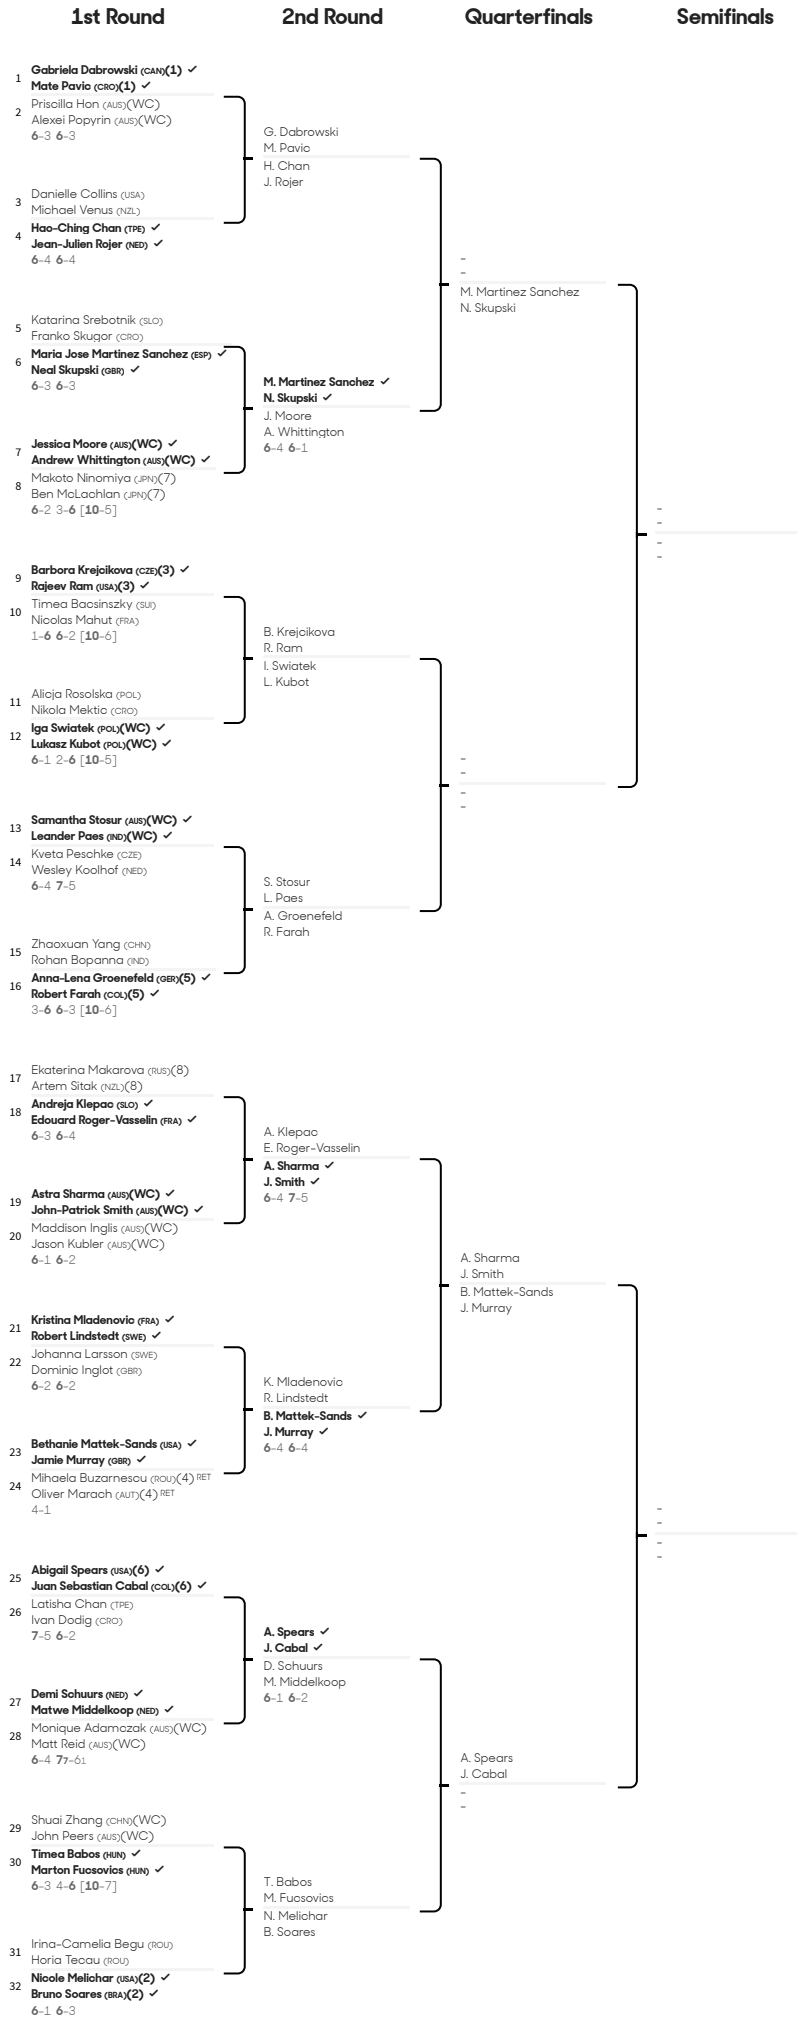 1st Round
2nd Round
Quarterfinals
Semifinals
1
Gabriela Dabrowski (CAN)(1) ✓
Mate Pavic (CRO)(1) ✓
2
Priscilla Hon (AUS)(WC)
Alexei Popyrin (AUS)(WC)
6-3 6-3
3
Danielle Collins (USA)
Michael Venus (NZL)
4
Hao-Ching Chan (TPE) ✓
Jean-Julien Rojer (NED) ✓
6-4 6-4
5
Katarina Srebotnik (SLO)
Franko Skugor (CRO)
6
Maria Jose Martinez Sanchez (ESP) ✓
Neal Skupski (GBR) ✓
6-3 6-3
7
Jessica Moore (AUS)(WC) ✓
Andrew Whittington (AUS)(WC) ✓
8
Makoto Ninomiya (JPN)(7)
Ben McLachlan (JPN)(7)
6-2 3-6 [10-5]
9
Barbora Krejcikova (CZE)(3) ✓
Rajeev Ram (USA)(3) ✓
10
Timea Bacsinszky (SUI)
Nicolas Mahut (FRA)
1-6 6-2 [10-6]
11
Alicja Rosolska (POL)
Nikola Mektic (CRO)
12
Iga Swiatek (POL)(WC) ✓
Lukasz Kubot (POL)(WC) ✓
6-1 2-6 [10-5]
13
Samantha Stosur (AUS)(WC) ✓
Leander Paes (IND)(WC) ✓
14
Kveta Peschke (CZE)
Wesley Koolhof (NED)
6-4 7-5
15
Zhaoxuan Yang (CHN)
Rohan Bopanna (IND)
16
Anna-Lena Groenefeld (GER)(5) ✓
Robert Farah (COL)(5) ✓
3-6 6-3 [10-6]
17
Ekaterina Makarova (RUS)(8)
Artem Sitak (NZL)(8)
18
Andreja Klepac (SLO) ✓
Edouard Roger-Vasselin (FRA) ✓
6-3 6-4
19
Astra Sharma (AUS)(WC) ✓
John-Patrick Smith (AUS)(WC) ✓
20
Maddison Inglis (AUS)(WC)
Jason Kubler (AUS)(WC)
6-1 6-2
21
Kristina Mladenovic (FRA) ✓
Robert Lindstedt (SWE) ✓
22
Johanna Larsson (SWE)
Dominic Inglot (GBR)
6-2 6-2
23
Bethanie Mattek-Sands (USA) ✓
Jamie Murray (GBR) ✓
24
Mihaela Buzarnescu (ROU)(4) RET
Oliver Marach (AUT)(4) RET
4-1
25
Abigail Spears (USA)(6) ✓
Juan Sebastian Cabal (COL)(6) ✓
26
Latisha Chan (TPE)
Ivan Dodig (CRO)
7-5 6-2
27
Demi Schuurs (NED) ✓
Matwe Middelkoop (NED) ✓
28
Monique Adamczak (AUS)(WC)
Matt Reid (AUS)(WC)
6-4 77-61
29
Shuai Zhang (CHN)(WC)
John Peers (AUS)(WC)
30
Timea Babos (HUN) ✓
Marton Fucsovics (HUN) ✓
6-3 4-6 [10-7]
31
Irina-Camelia Begu (ROU)
Horia Tecau (ROU)
32
Nicole Melichar (USA)(2) ✓
Bruno Soares (BRA)(2) ✓
6-1 6-3
G. Dabrowski
M. Pavic
H. Chan
J. Rojer
M. Martinez Sanchez ✓
N. Skupski ✓
J. Moore
A. Whittington
6-4 6-1
B. Krejcikova
R. Ram
I. Swiatek
L. Kubot
S. Stosur
L. Paes
A. Groenefeld
R. Farah
A. Klepac
E. Roger-Vasselin
A. Sharma ✓
J. Smith ✓
6-4 7-5
K. Mladenovic
R. Lindstedt
B. Mattek-Sands ✓
J. Murray ✓
6-4 6-4
A. Spears ✓
J. Cabal ✓
D. Schuurs
M. Middelkoop
6-1 6-2
T. Babos
M. Fucsovics
N. Melichar
B. Soares
-
-
M. Martinez Sanchez
N. Skupski
-
-
-
-
A. Sharma
J. Smith
B. Mattek-Sands
J. Murray
A. Spears
J. Cabal
-
-
-
-
-
-
-
-
-
-